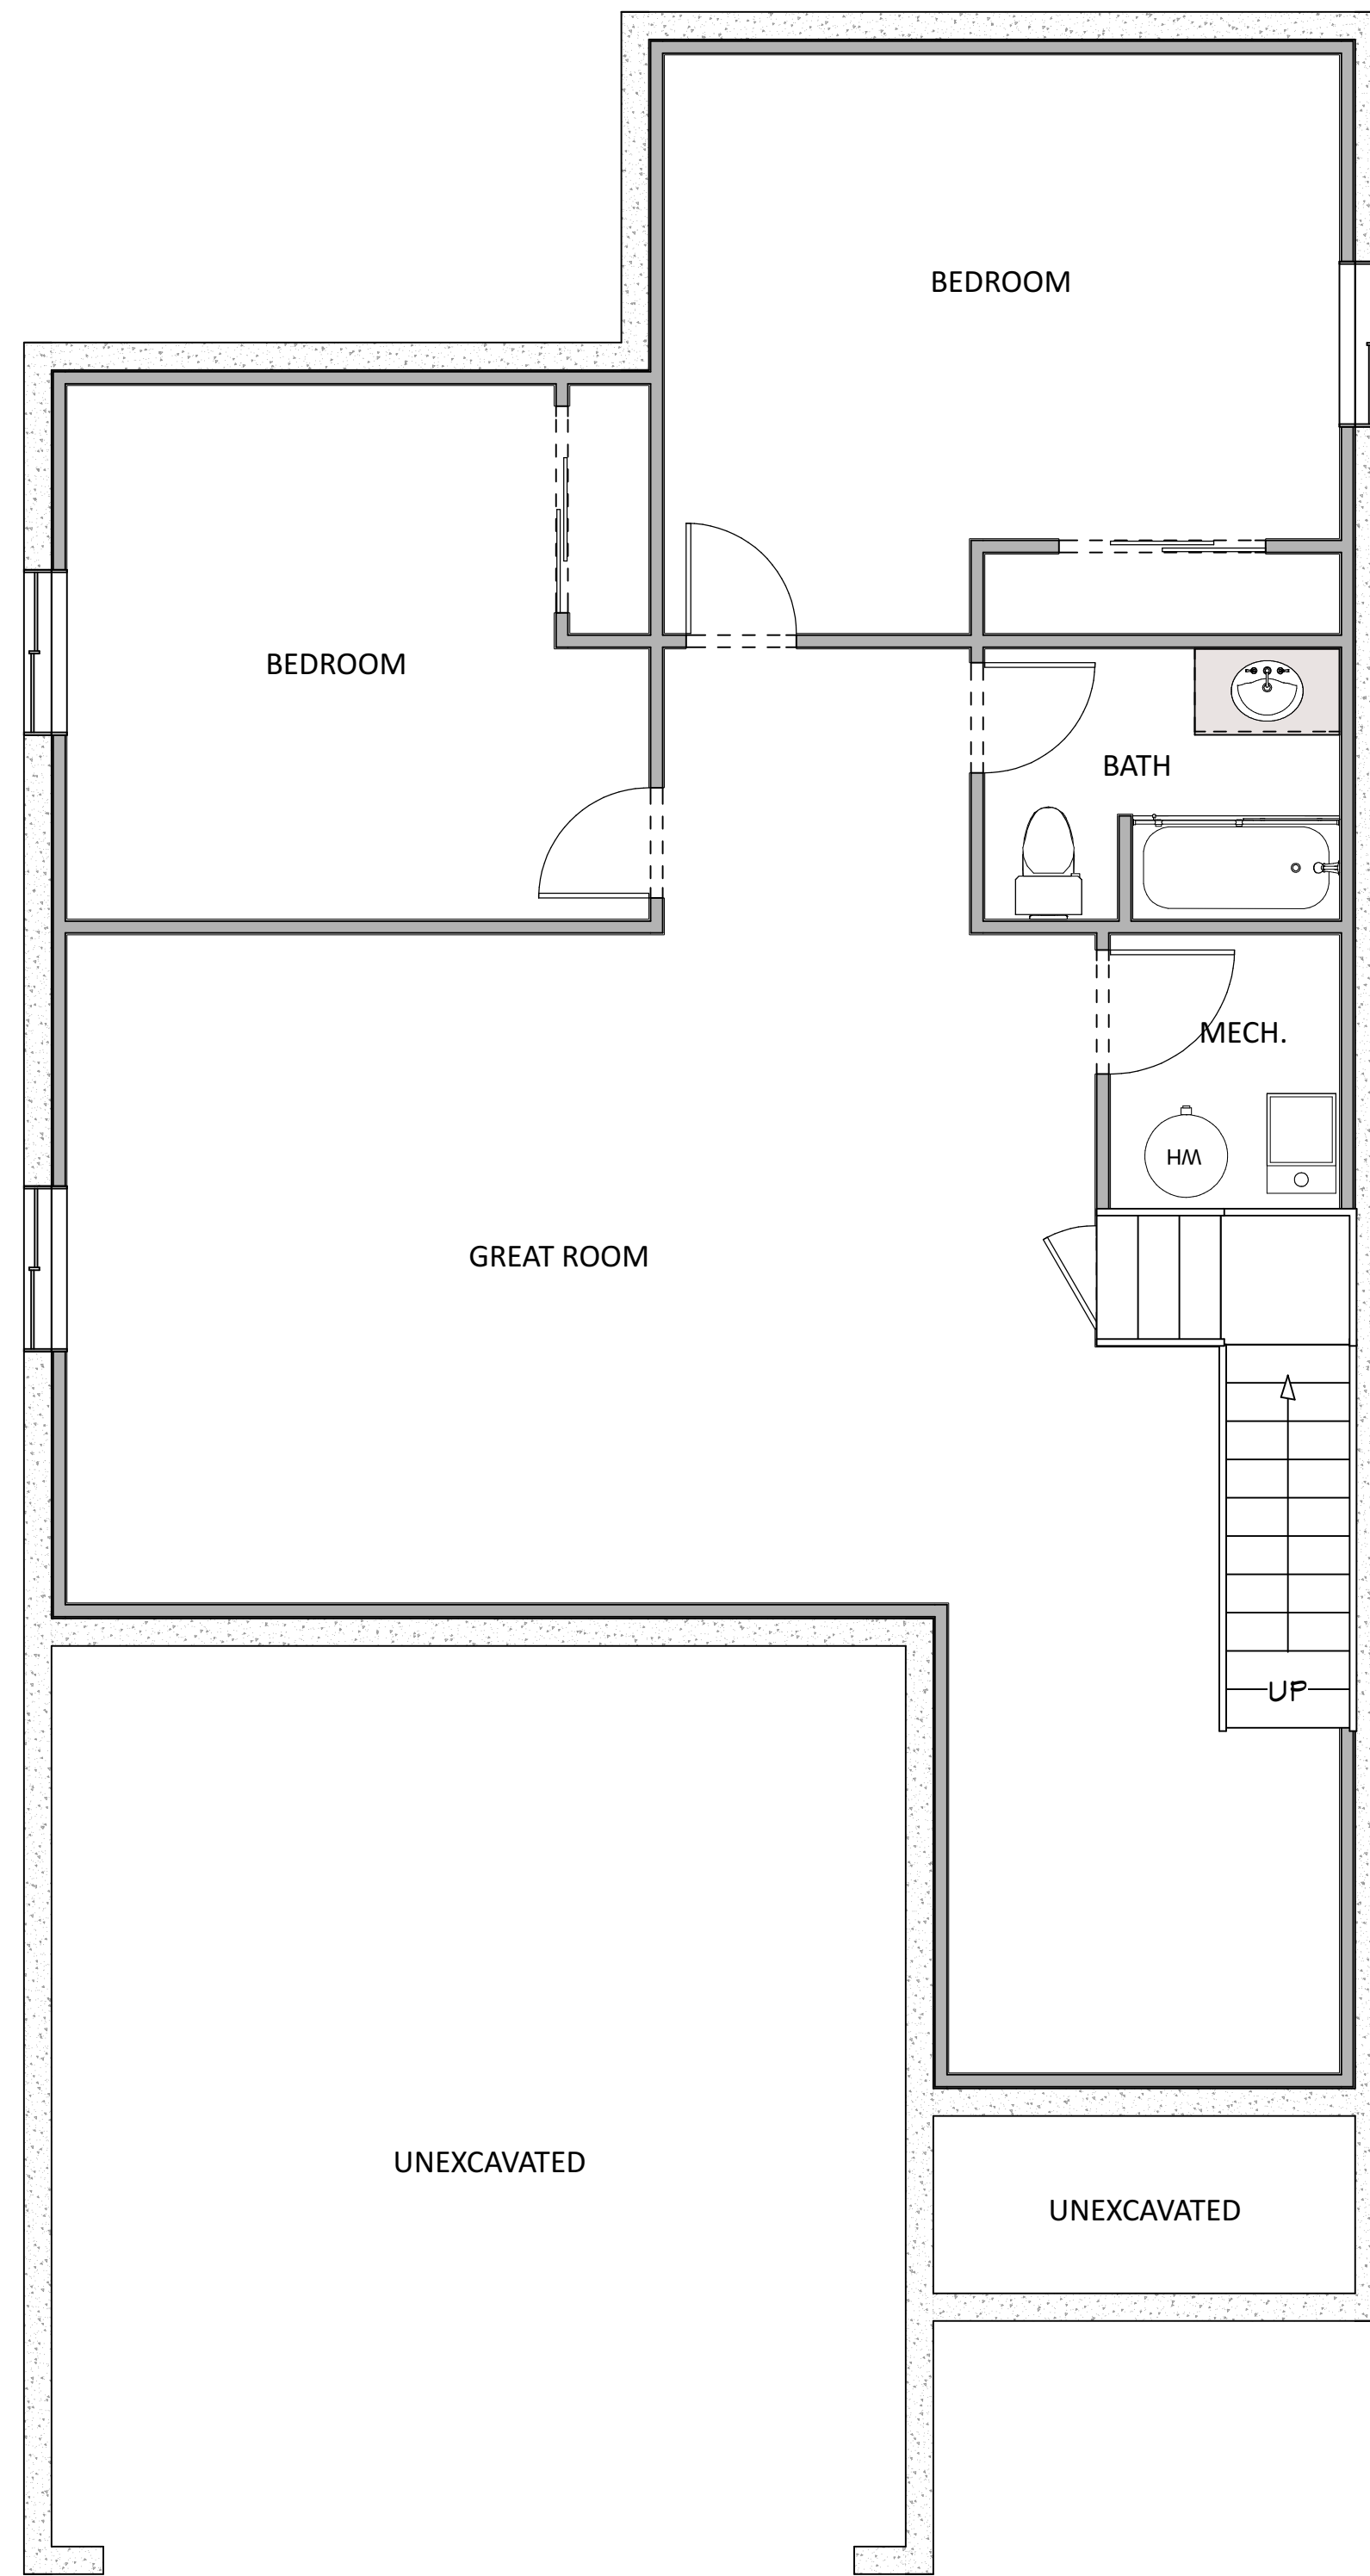 BEDROOM
BEDROOM
BATH
MECH.
WH
GREAT ROOM
UP
UNEXCAVATED
UNEXCAVATED